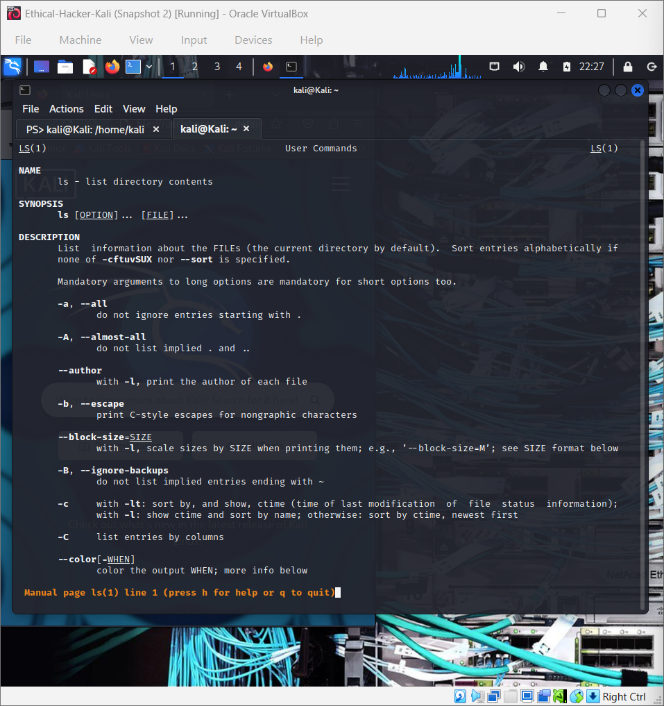 Ethical-Hacker-Kali (Snapshot 2) [Running] - Oracle VirtualBox
File Machine View Input Devices Help
1 2 3 4 22:27
kali@Kali: ~
File Actions Edit View Help
PS> kali@Kali: /home/kali × kali@Kali: ~ ×
LS(1) User Commands LS(1)
NAME
ls - list directory contents
SYNOPSIS
ls [OPTION]... [FILE]...
DESCRIPTION
List information about the FILEs (the current directory by default). Sort entries alphabetically if
none of -cftuvSUX nor --sort is specified.
Mandatory arguments to long options are mandatory for short options too.
-a, --all
do not ignore entries starting with .
-A, --almost-all
do not list implied . and ..
--author
with -l, print the author of each file
-b, --escape
print C-style escapes for nongraphic characters
--block-size=SIZE
with -l, scale sizes by SIZE when printing them; e.g., '--block-size=M'; see SIZE format below
-B, --ignore-backups
do not list implied entries ending with ~
-c with -lt: sort by, and show, ctime (time of last modification of file status information);
with -l: show ctime and sort by name; otherwise: sort by ctime, newest first
-C list entries by columns
--color[=WHEN]
color the output WHEN; more info below
Manual page ls(1) line 1 (press h for help or q to quit)
Right Ctrl